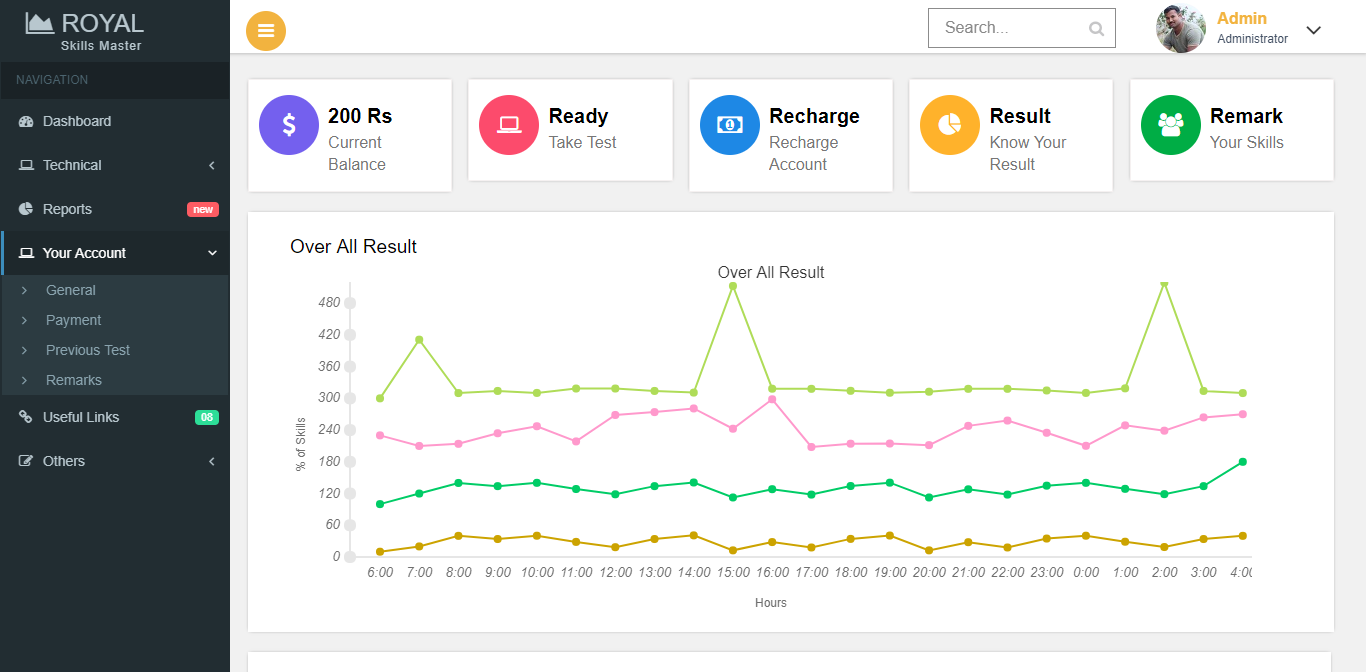 ROYAL
Skills Master
NAVIGATION
Dashboard
Technical
Reports new
Your Account
General
Payment
Previous Test
Remarks
Useful Links 08
Others
Search...
Admin
Administrator
200 Rs
Current
Balance
Ready
Take Test
Recharge
Recharge
Account
Result
Know Your
Result
Remark
Your Skills
Over All Result
Over All Result
480
420
360
300
240
180
120
60
0
% of Skills
6:00 7:00 8:00 9:00 10:00 11:00 12:00 13:00 14:00 15:00 16:00 17:00 18:00 19:00 20:00 21:00 22:00 23:00 0:00 1:00 2:00 3:00 4:00
Hours